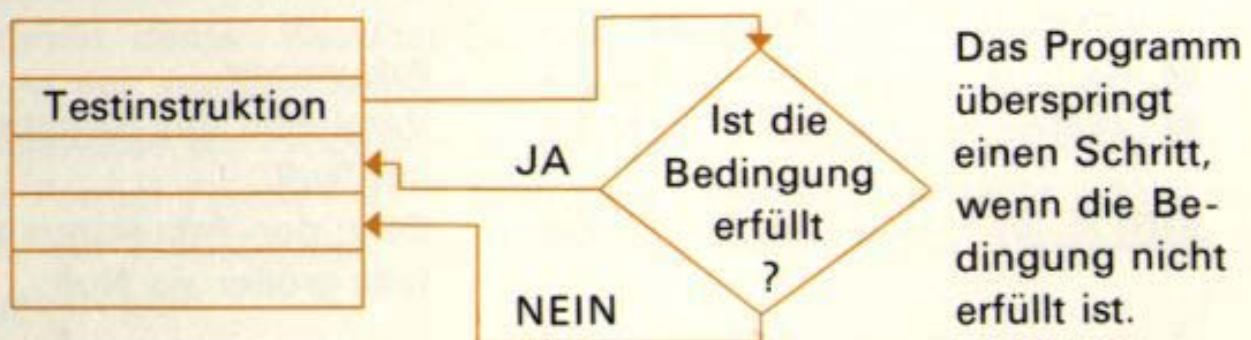 Testinstruktion
JA
NEIN
Ist die
Bedingung
erfüllt
?
Das Programm
überspringt
einen Schritt,
wenn die Be-
dingung nicht
erfüllt ist.